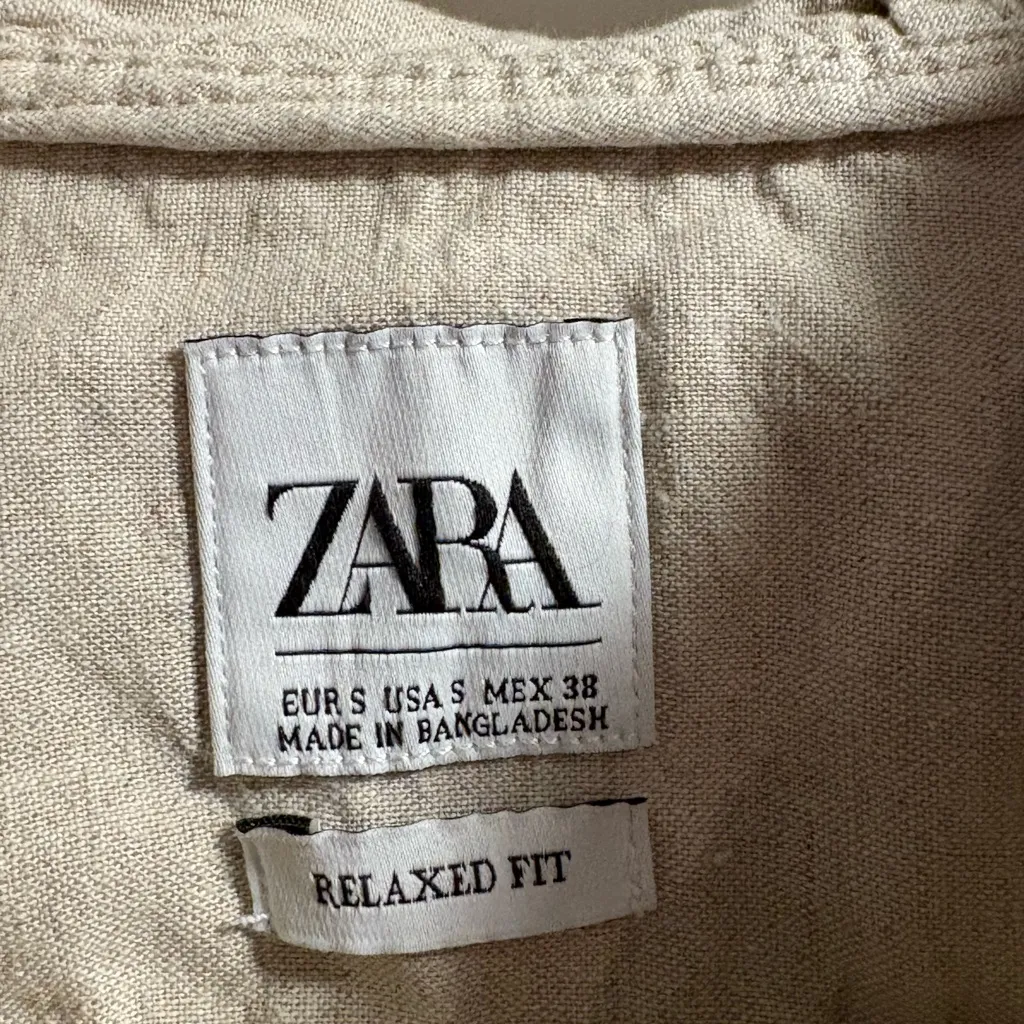 ZARA
EUR S USA S MEX 38
MADE IN BANGLADESH
RELAXED FIT